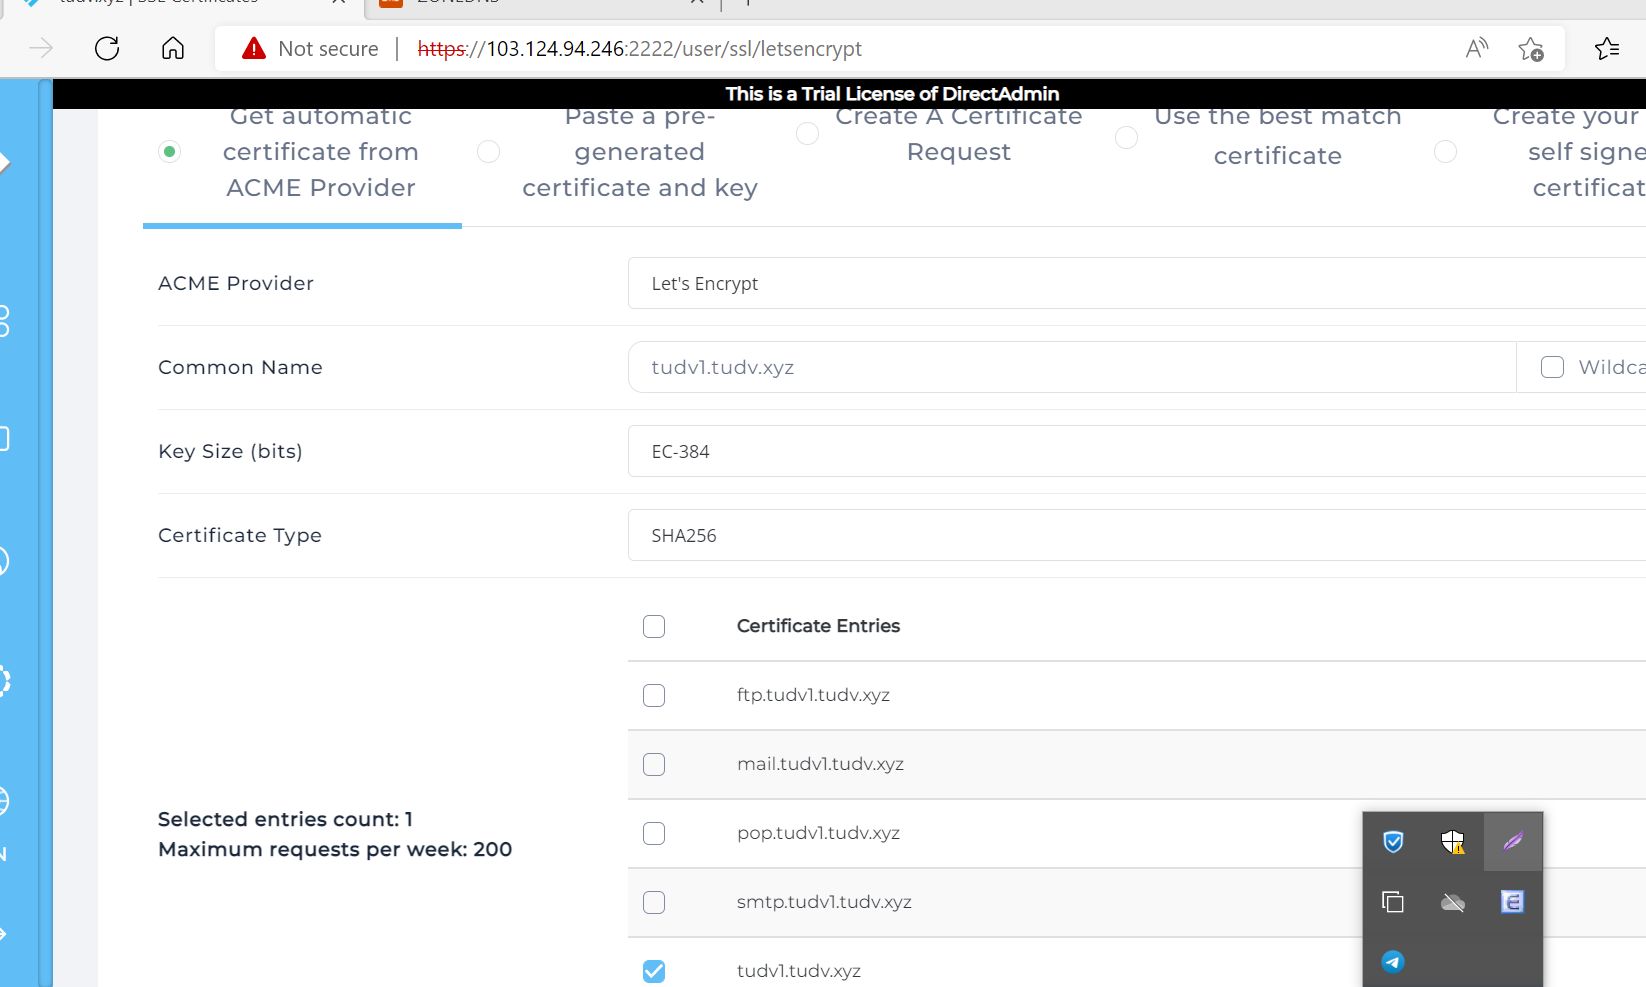 Not secure | https://103.124.94.246:2222/user/ssl/letsencrypt
This is a Trial License of DirectAdmin
Get automatic
certificate from
ACME Provider
Paste a pre-
generated
certificate and key
Create A Certificate
Request
Use the best match
certificate
Create your
self signe
certificat
ACME Provider
Let's Encrypt
Common Name
tudv1.tudv.xyz
Wildca
Key Size (bits)
EC-384
Certificate Type
SHA256
Certificate Entries
ftp.tudv1.tudv.xyz
mail.tudv1.tudv.xyz
Selected entries count: 1
Maximum requests per week: 200
pop.tudv1.tudv.xyz
smtp.tudv1.tudv.xyz
tudv1.tudv.xyz